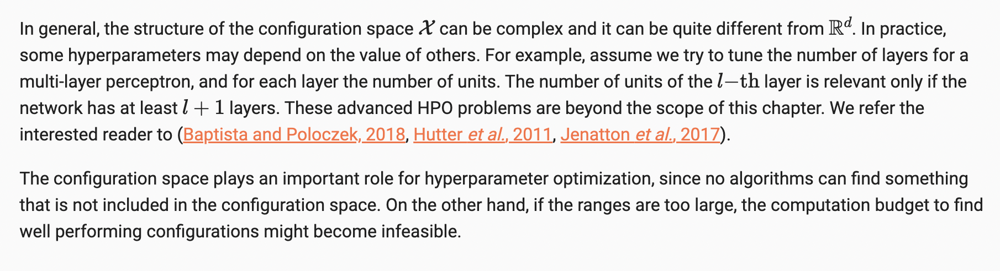 In general, the structure of the configuration space 𝒳 can be complex and it can be quite different from ℝᵈ. In practice,
some hyperparameters may depend on the value of others. For example, assume we try to tune the number of layers for a
multi-layer perceptron, and for each layer the number of units. The number of units of the l−th layer is relevant only if the
network has at least l + 1 layers. These advanced HPO problems are beyond the scope of this chapter. We refer the
interested reader to (Baptista and Poloczek, 2018, Hutter et al., 2011, Jenatton et al., 2017).
The configuration space plays an important role for hyperparameter optimization, since no algorithms can find something
that is not included in the configuration space. On the other hand, if the ranges are too large, the computation budget to find
well performing configurations might become infeasible.